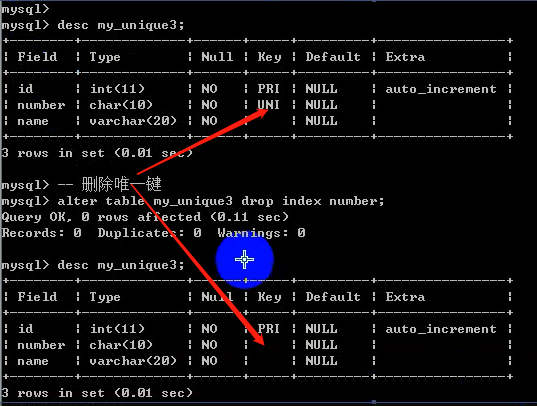 mysql>
mysql> desc my_unique3;
+--------+-------------+------+-----+---------+----------------+
| Field | Type | Null | Key | Default | Extra |
+--------+-------------+------+-----+---------+----------------+
| id | int(11) | NO | PRI | NULL | auto_increment |
| number | char(10) | NO | UNI | NULL | |
| name | varchar(20) | NO | | NULL | |
+--------+-------------+------+-----+---------+----------------+
3 rows in set (0.01 sec)
mysql> -- 删除唯一键
mysql> alter table my_unique3 drop index number;
Query OK, 0 rows affected (0.11 sec)
Records: 0 Duplicates: 0 Warnings: 0
mysql> desc my_unique3;
+--------+-------------+------+-----+---------+----------------+
| Field | Type | Null | Key | Default | Extra |
+--------+-------------+------+-----+---------+----------------+
| id | int(11) | NO | PRI | NULL | auto_increment |
| number | char(10) | NO | | NULL | |
| name | varchar(20) | NO | | NULL | |
+--------+-------------+------+-----+---------+----------------+
3 rows in set (0.01 sec)